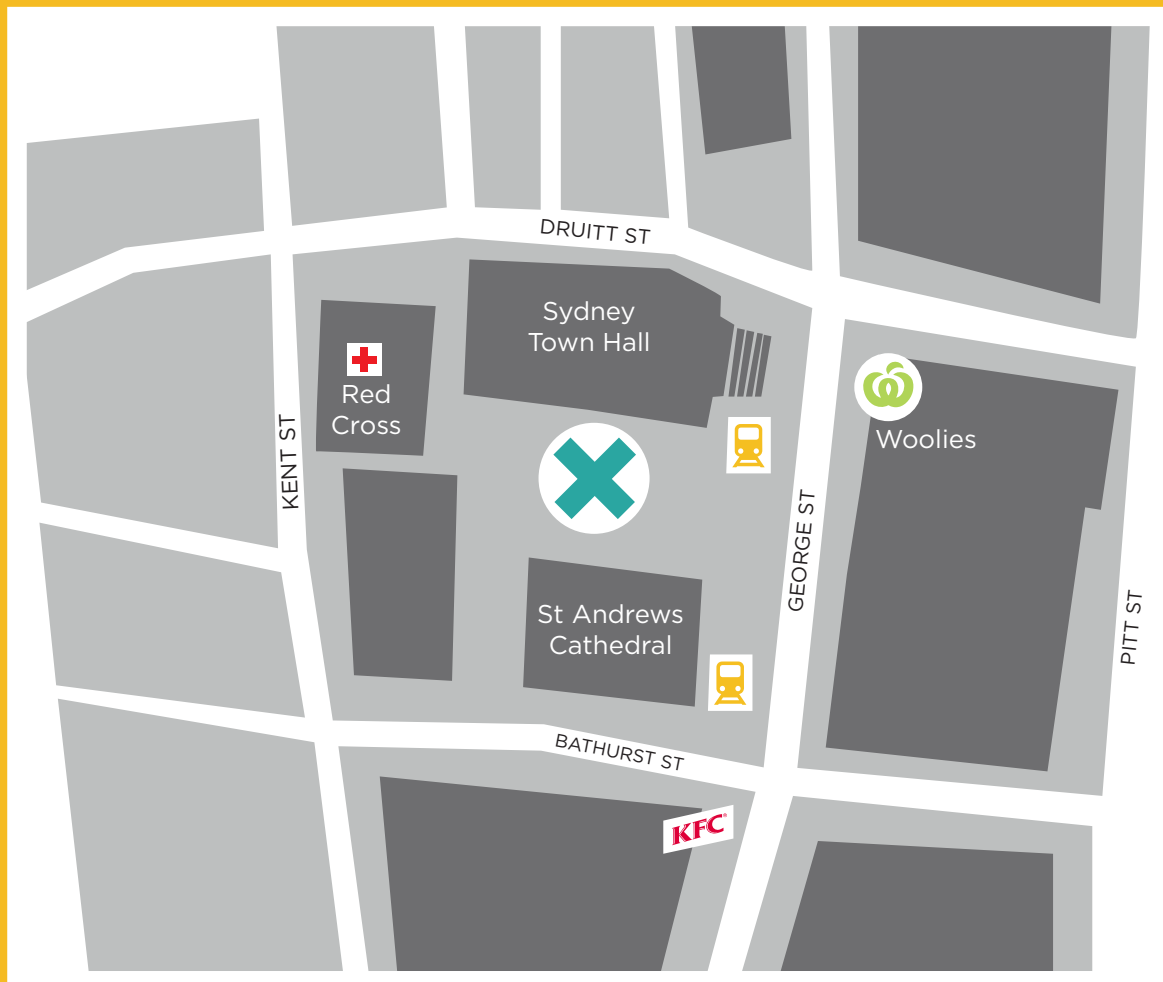 DRUITT ST
Sydney
Town Hall
Red
Cross
Woolies
KENT ST
GEORGE ST
St Andrews
Cathedral
PITT ST
BATHURST ST
KFC